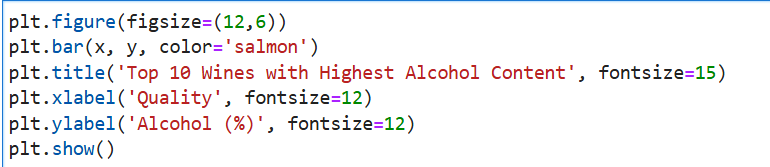 plt.figure(figsize=(12,6))
plt.bar(x, y, color='salmon')
plt.title('Top 10 Wines with Highest Alcohol Content', fontsize=15)
plt.xlabel('Quality', fontsize=12)
plt.ylabel('Alcohol (%)', fontsize=12)
plt.show()